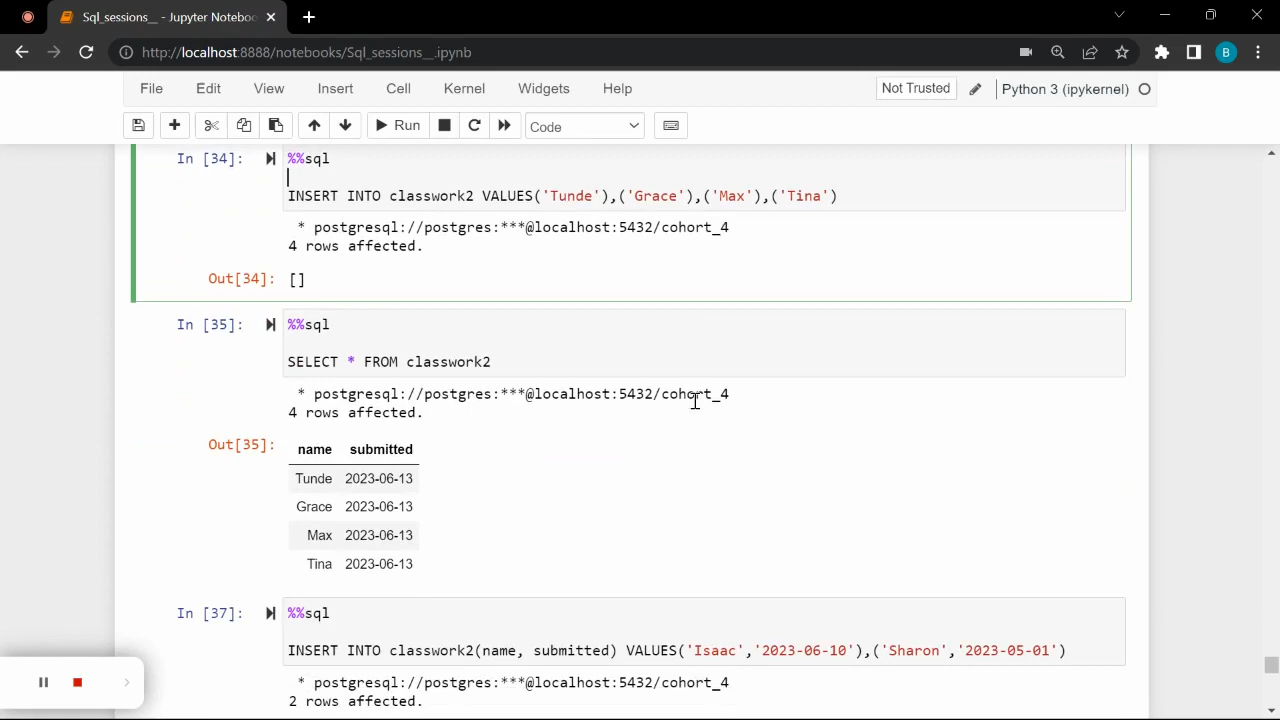 Sql_sessions__ - Jupyter Noteboo
http://localhost:8888/notebooks/Sql_sessions__.ipynb
B
File Edit View Insert Cell Kernel Widgets Help
Not Trusted
Python 3 (ipykernel)
Run
Code
In [34]:
%%sql
INSERT INTO classwork2 VALUES('Tunde'),('Grace'),('Max'),('Tina')
* postgresql://postgres:***@localhost:5432/cohort_4
4 rows affected.
Out[34]: []
In [35]:
%%sql
SELECT * FROM classwork2
* postgresql://postgres:***@localhost:5432/cohort_4
4 rows affected.
Out[35]:
name submitted
Tunde 2023-06-13
Grace 2023-06-13
Max 2023-06-13
Tina 2023-06-13
In [37]:
%%sql
INSERT INTO classwork2(name, submitted) VALUES('Isaac','2023-06-10'),('Sharon','2023-05-01')
* postgresql://postgres:***@localhost:5432/cohort_4
2 rows affected.